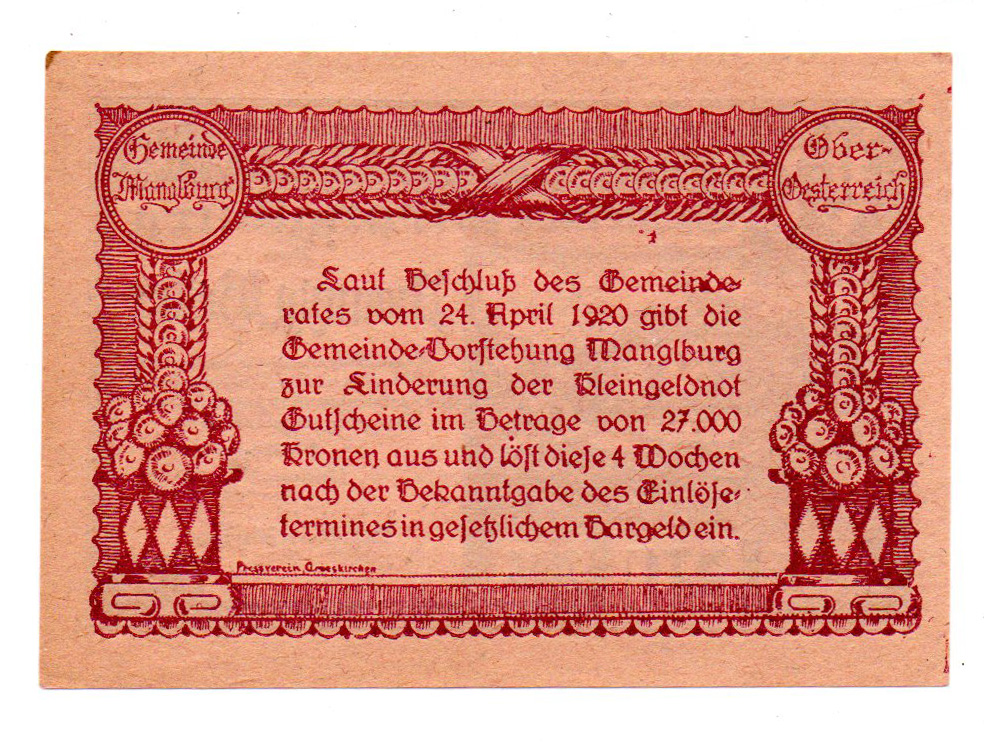 Gemeinde
Manglburg
Ober-
Oesterreich
Laut Beschluß des Gemeinde-
rates vom 24. April 1920 gibt die
Gemeinde-Vorstehung Manglburg
zur Linderung der Kleingeldnot
Gutscheine im Betrage von 27.000
Kronen aus und löst diese 4 Wochen
nach der Bekanntgabe des Einlöse-
termines in gesetzlichem Bargeld ein.
Pressverein Grieskirchen